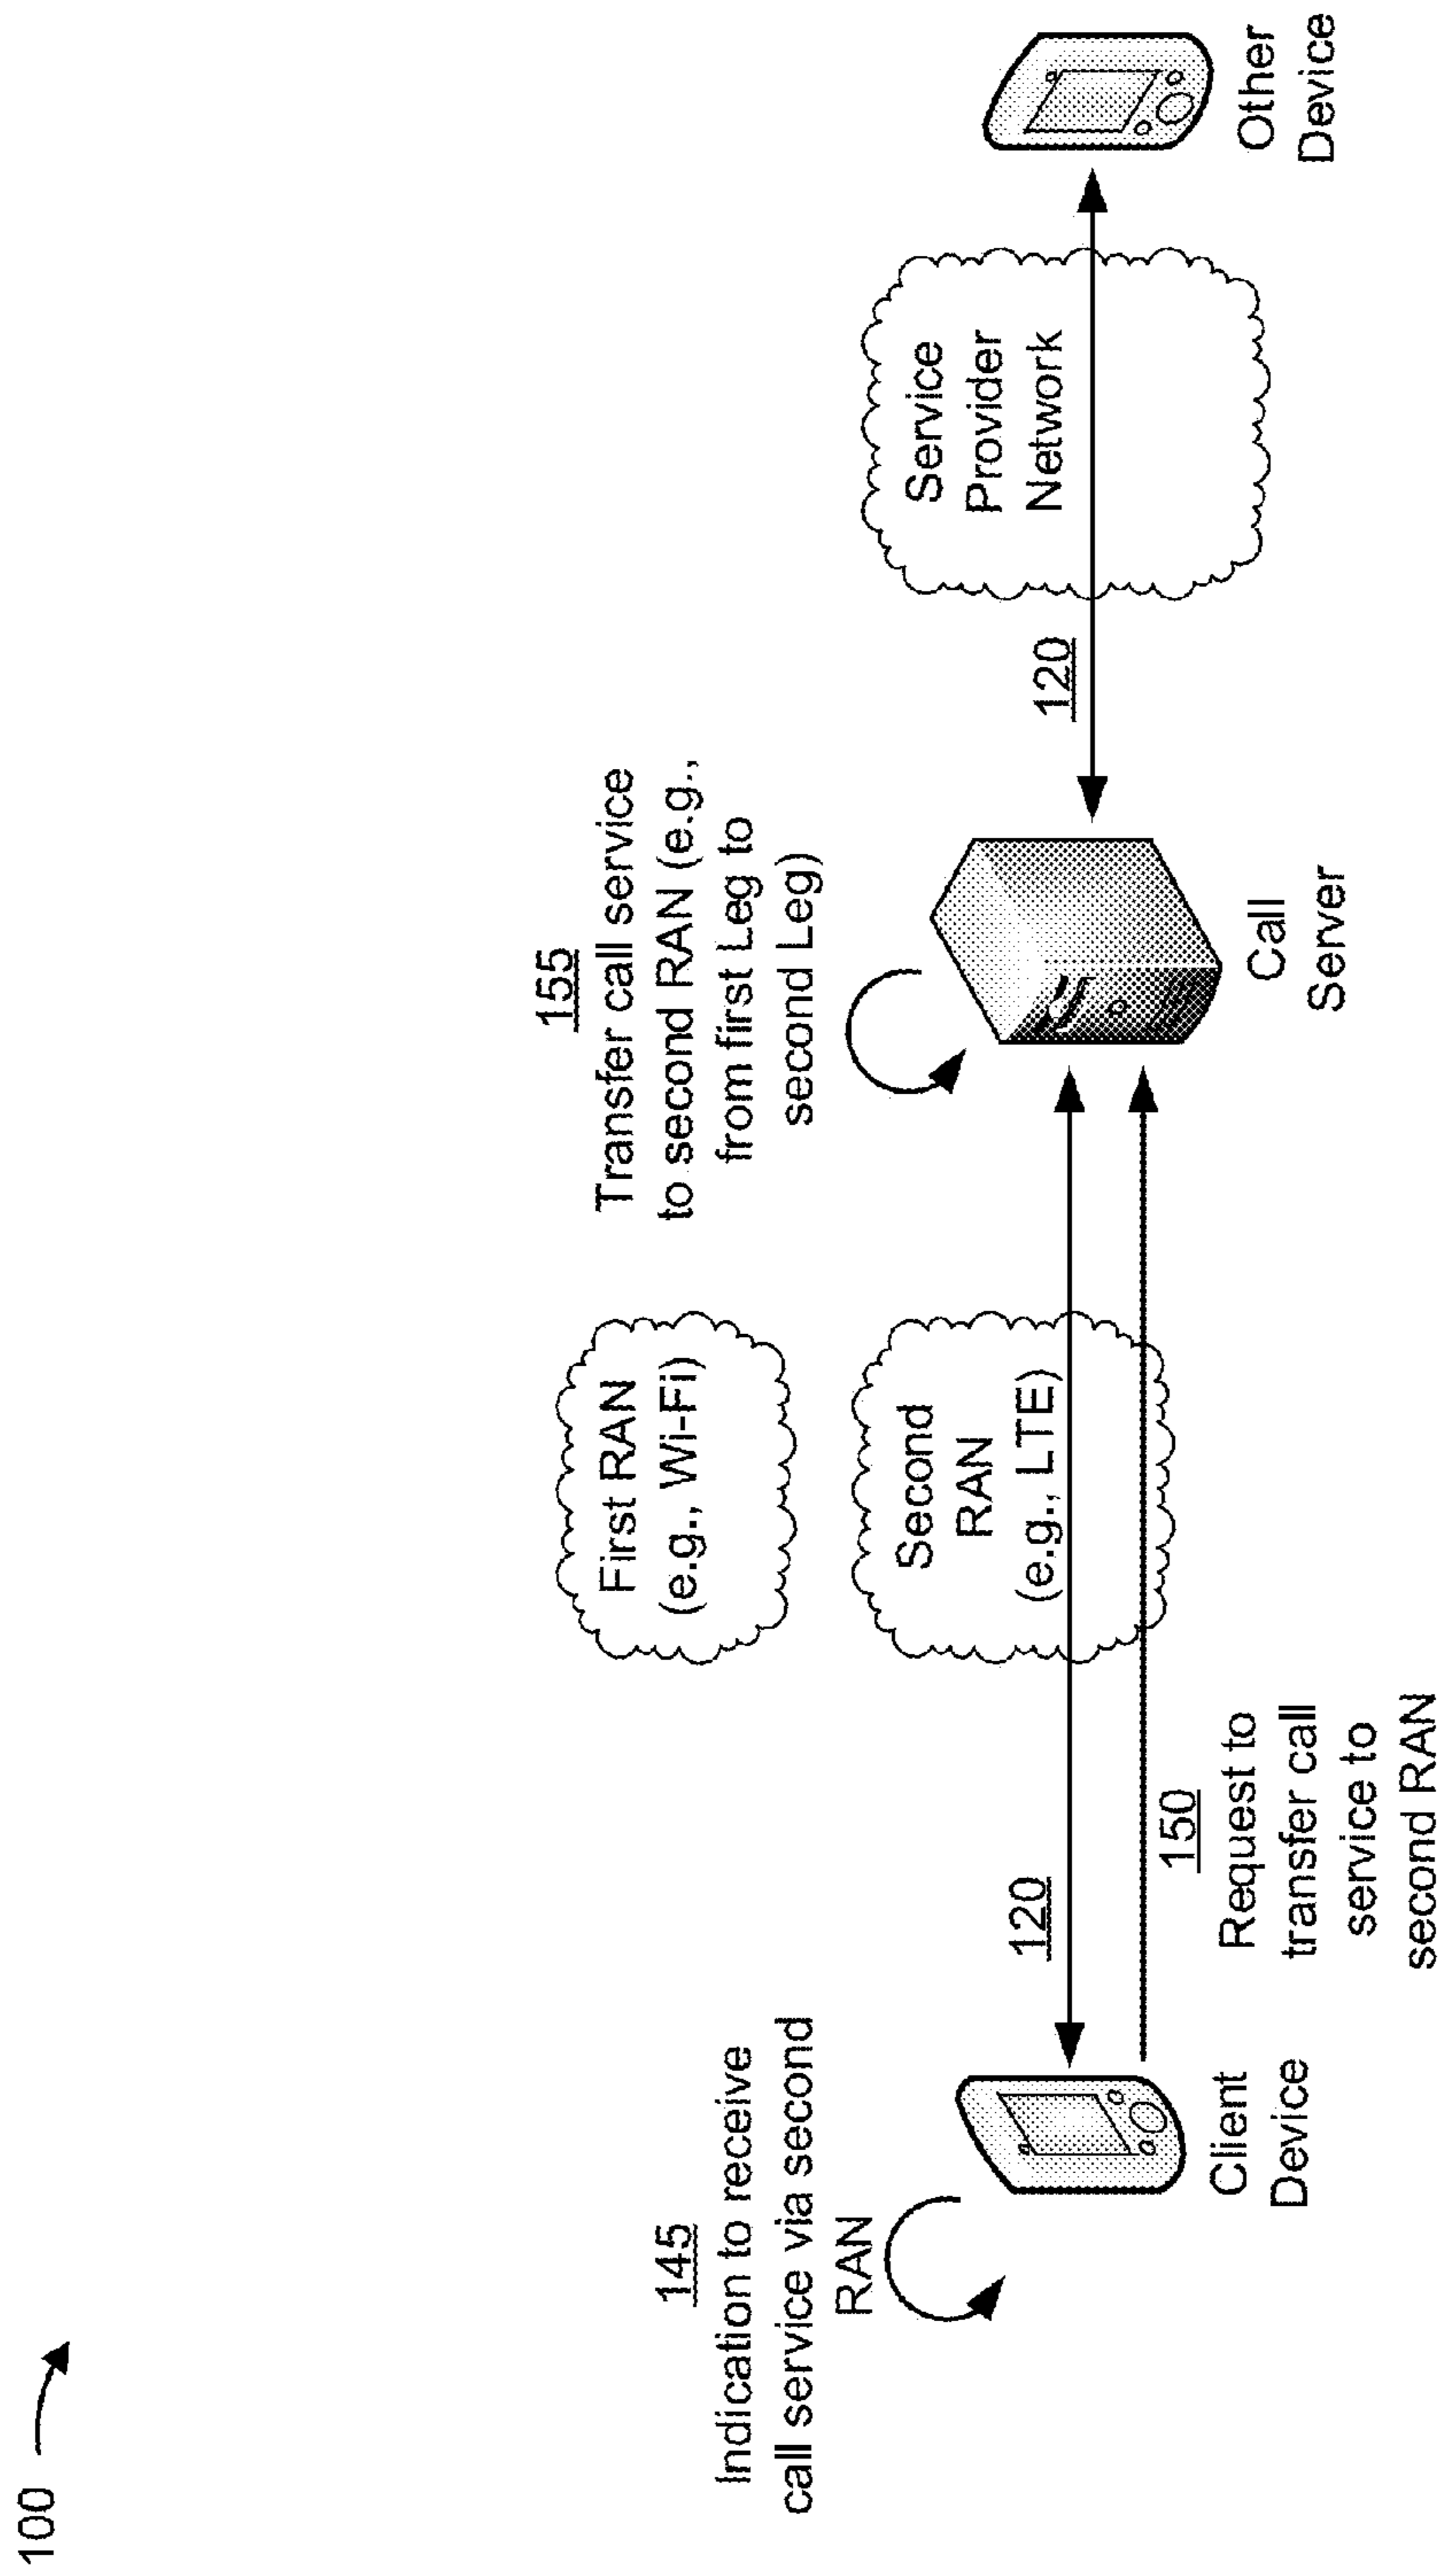 100
145
Indication to receive
call service via second
RAN
Client
Device
120
150
Request to
transfer call
service to
second RAN
First RAN
(e.g., Wi-Fi)
Second
RAN
(e.g., LTE)
155
Transfer call service
to second RAN (e.g.,
from first Leg to
second Leg)
Call
Server
120
Service
Provider
Network
Other
Device